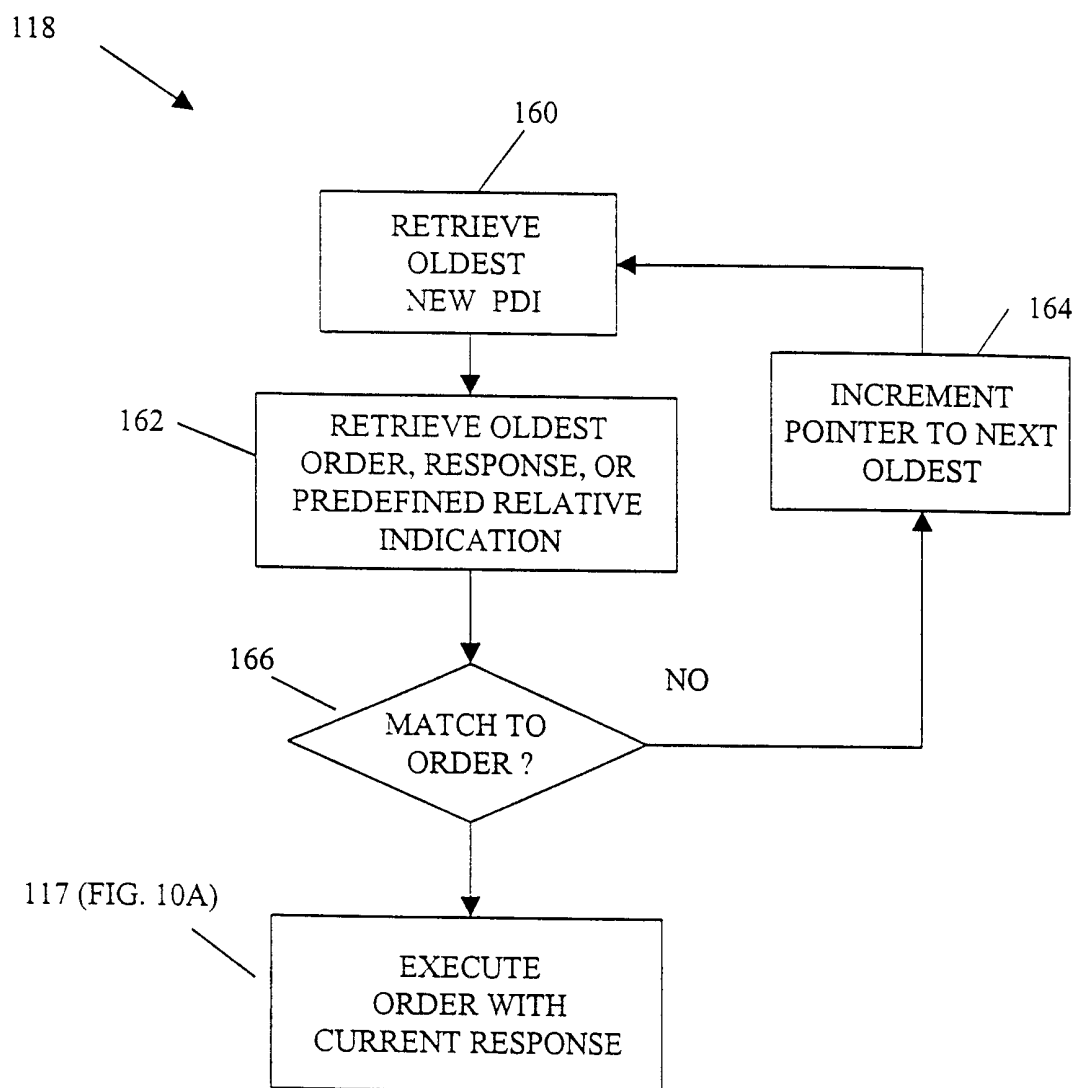 118
160
RETRIEVE
OLDEST
NEW PDI
164
INCREMENT
POINTER TO NEXT
OLDEST
162
RETRIEVE OLDEST
ORDER, RESPONSE, OR
PREDEFINED RELATIVE
INDICATION
166
NO
MATCH TO
ORDER ?
117 (FIG. 10A)
EXECUTE
ORDER WITH
CURRENT RESPONSE